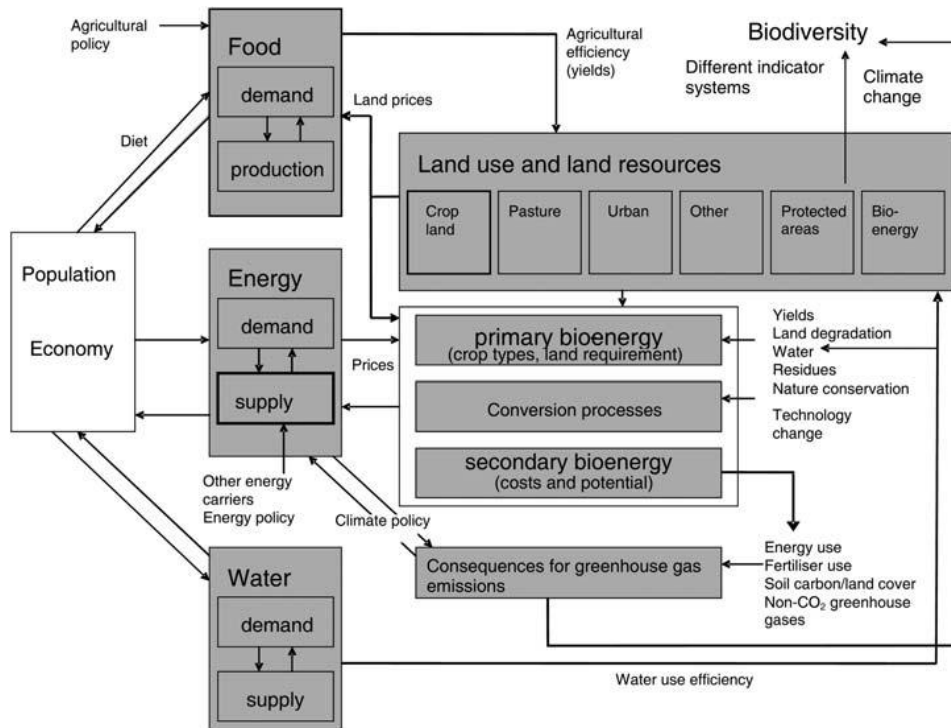 Agricultural
policy
Food
demand
production
Diet
Land prices
Agricultural
efficiency
(yields)
Biodiversity
Different indicator
systems
Climate
change
Land use and land resources
Crop
land
Pasture
Urban
Other
Protected
areas
Bio-
energy
Population
Economy
Energy
demand
supply
Prices
Other energy
carriers
Energy policy
Climate policy
primary bioenergy
(crop types, land requirement)
Conversion processes
secondary bioenergy
(costs and potential)
Yields
Land degradation
Water
Residues
Nature conservation
Technology
change
Consequences for greenhouse gas
emissions
Energy use
Fertiliser use
Soil carbon/land cover
Non-CO₂ greenhouse
gases
Water
demand
supply
Water use efficiency